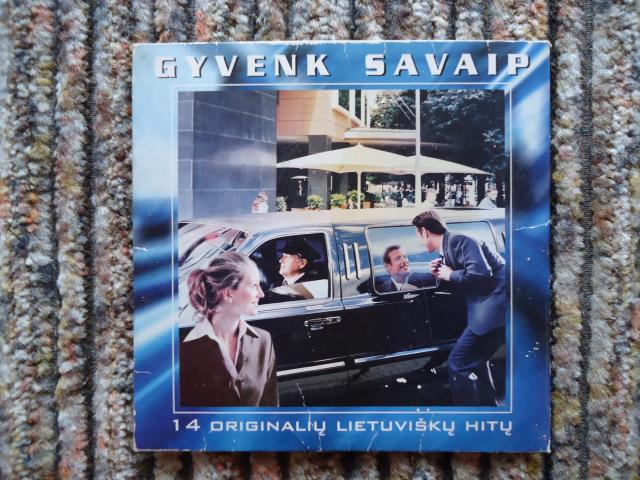 GYVENK SAVAIP
14 ORIGINALIŲ LIETUVIŠKŲ HITŲ